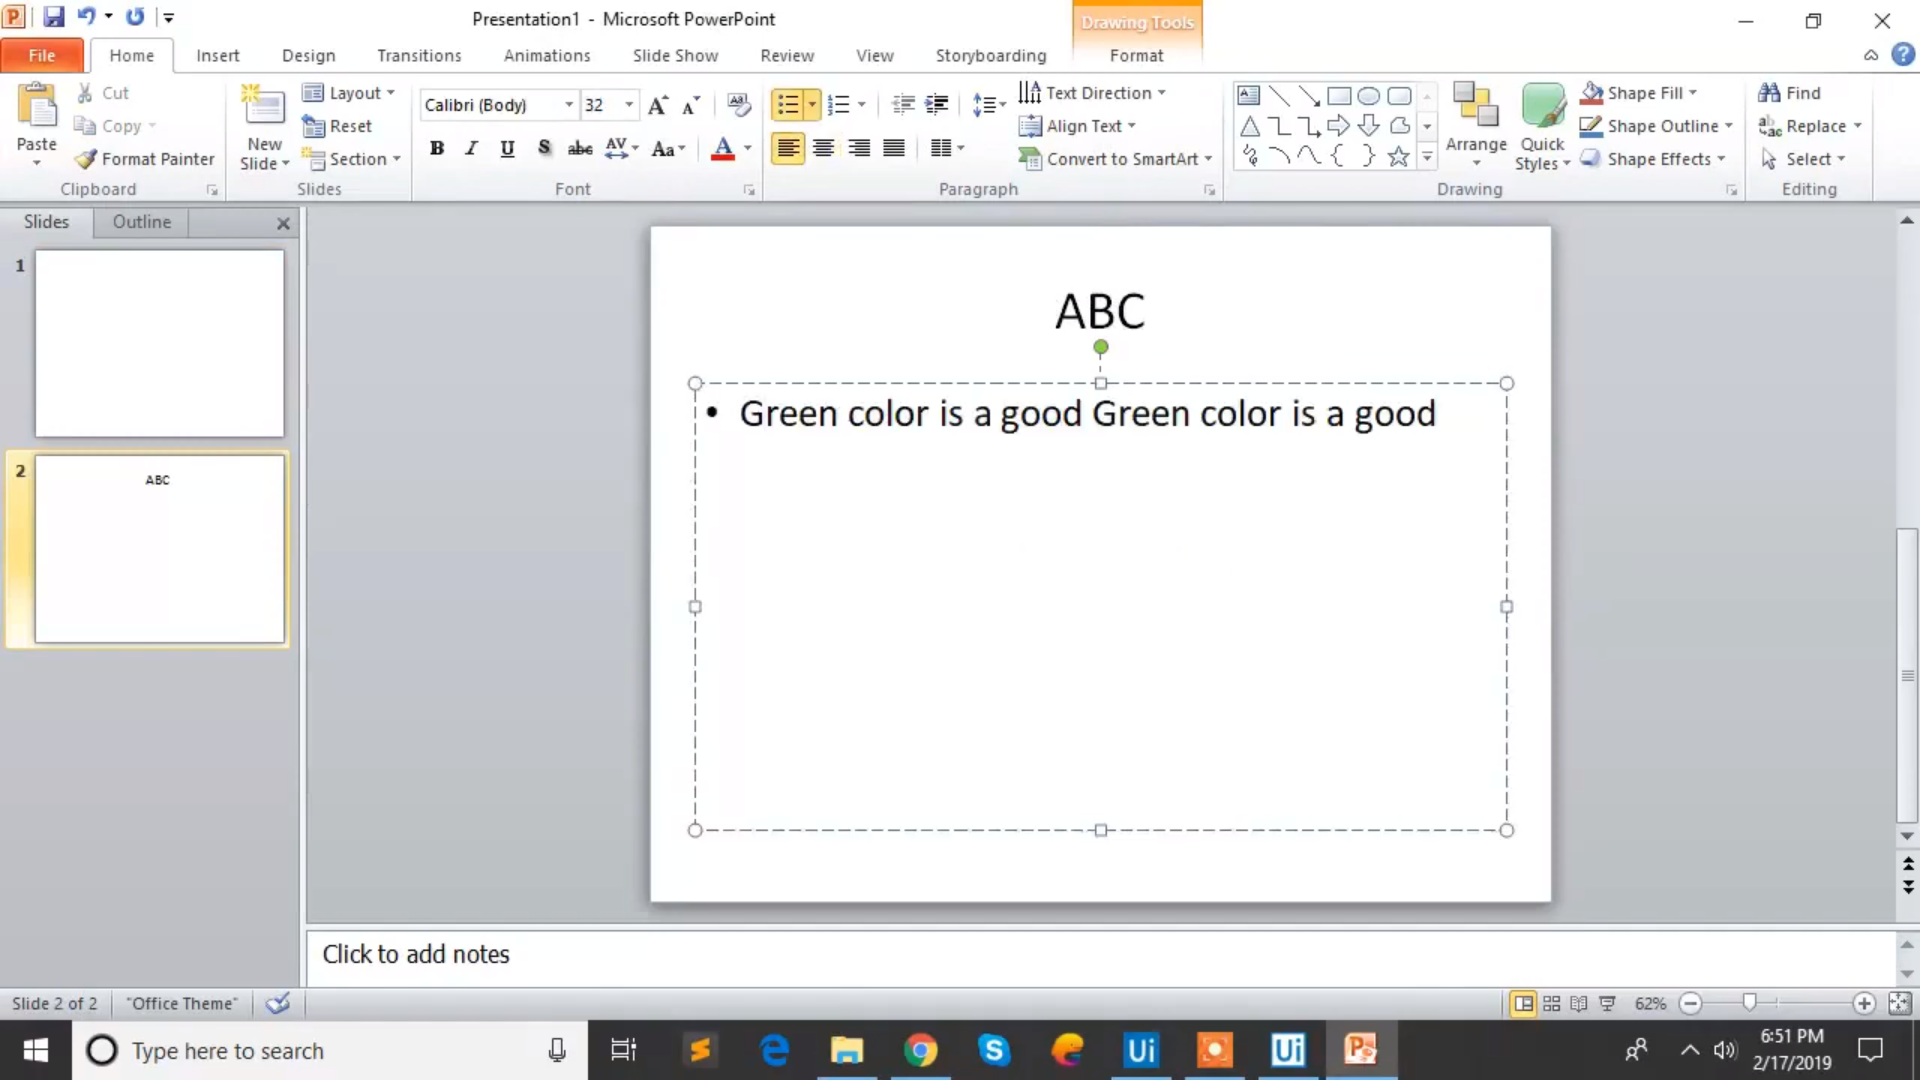 Presentation1 - Microsoft PowerPoint
Drawing Tools
File
Home
Insert
Design
Transitions
Animations
Slide Show
Review
View
Storyboarding
Format
Paste
Cut
Copy
Format Painter
Clipboard
New
Slide
Layout
Reset
Section
Slides
Calibri (Body)
32
B I U S abc AV Aa A
Font
Text Direction
Align Text
Convert to SmartArt
Paragraph
Arrange
Quick
Styles
Shape Fill
Shape Outline
Shape Effects
Drawing
Find
Replace
Select
Editing
Slides
Outline
1
2
ABC
ABC
• Green color is a good Green color is a good
Click to add notes
Slide 2 of 2
"Office Theme"
62%
Type here to search
6:51 PM
2/17/2019